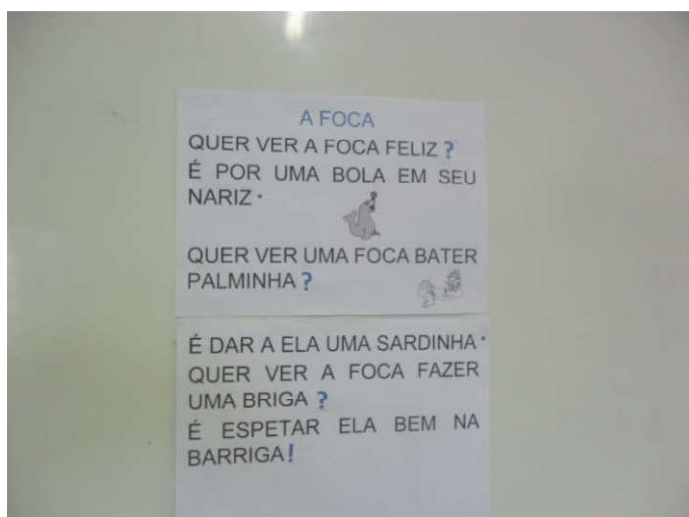 A FOCA
QUER VER A FOCA FELIZ ?
É POR UMA BOLA EM SEU
NARIZ .
QUER VER UMA FOCA BATER
PALMINHA ?
É DAR A ELA UMA SARDINHA .
QUER VER A FOCA FAZER
UMA BRIGA ?
É ESPETAR ELA BEM NA
BARRIGA !